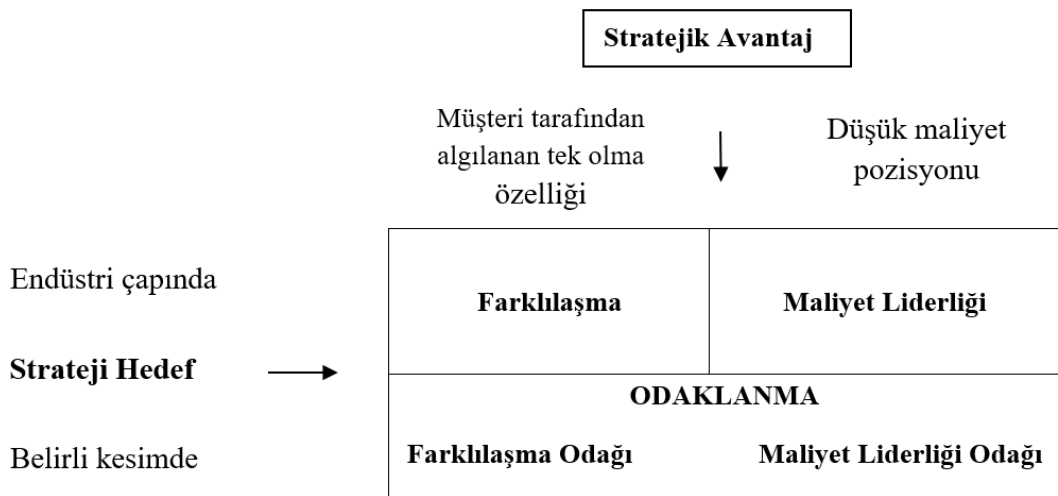 Stratejik Avantaj
Müşteri tarafından
algılanan tek olma
özelliği
Düşük maliyet
pozisyonu
Endüstri çapında
Farklılaşma
Maliyet Liderliği
Strateji Hedef
ODAKLANMA
Belirli kesimde
Farklılaşma Odağı
Maliyet Liderliği Odağı